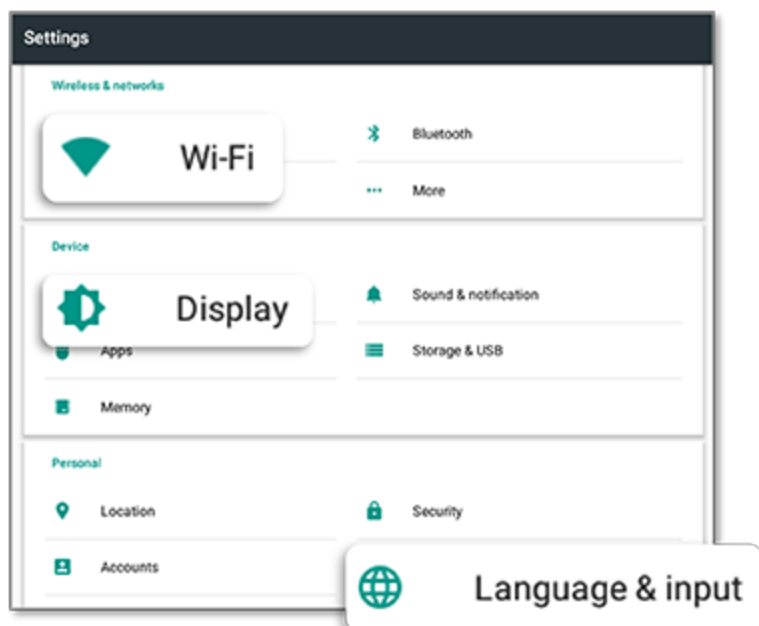 Settings
Wireless & networks
Wi-Fi
Bluetooth
More
Device
Display
Sound & notification
Apps
Storage & USB
Memory
Personal
Location
Security
Accounts
Language & input